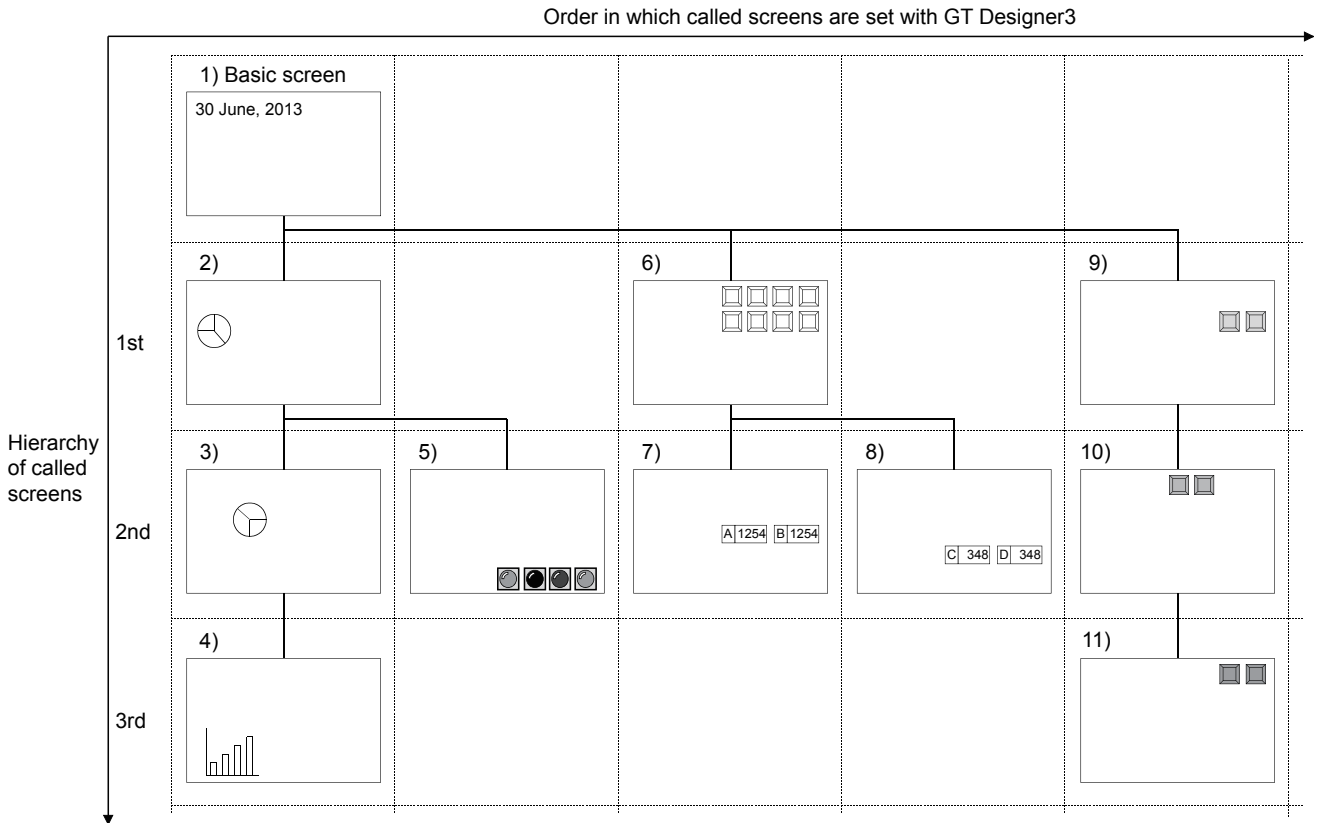 Order in which called screens are set with GT Designer3
1) Basic screen
30 June, 2013
2)
6)
9)
1st
Hierarchy
of called
screens
3)
5)
7)
8)
10)
2nd
A 1254 B 1254
C 348 D 348
4)
11)
3rd